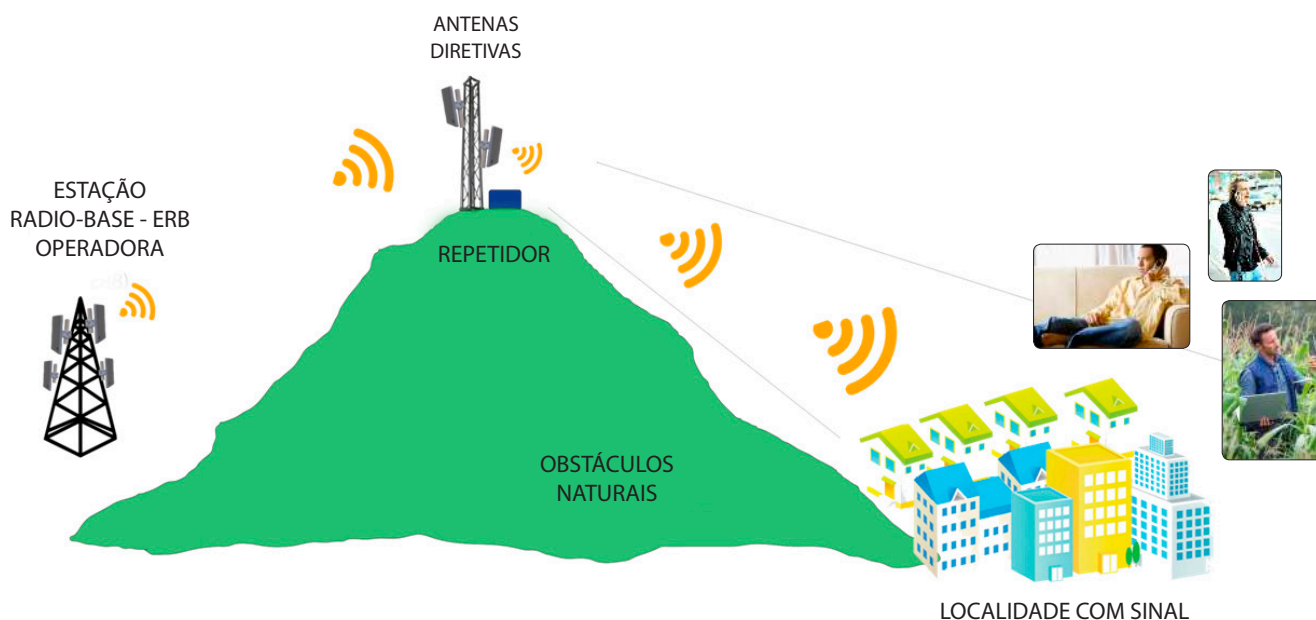 ANTENAS
DIRETIVAS
ESTAÇÃO
RADIO-BASE - ERB
OPERADORA
REPETIDOR
OBSTÁCULOS
NATURAIS
LOCALIDADE COM SINAL